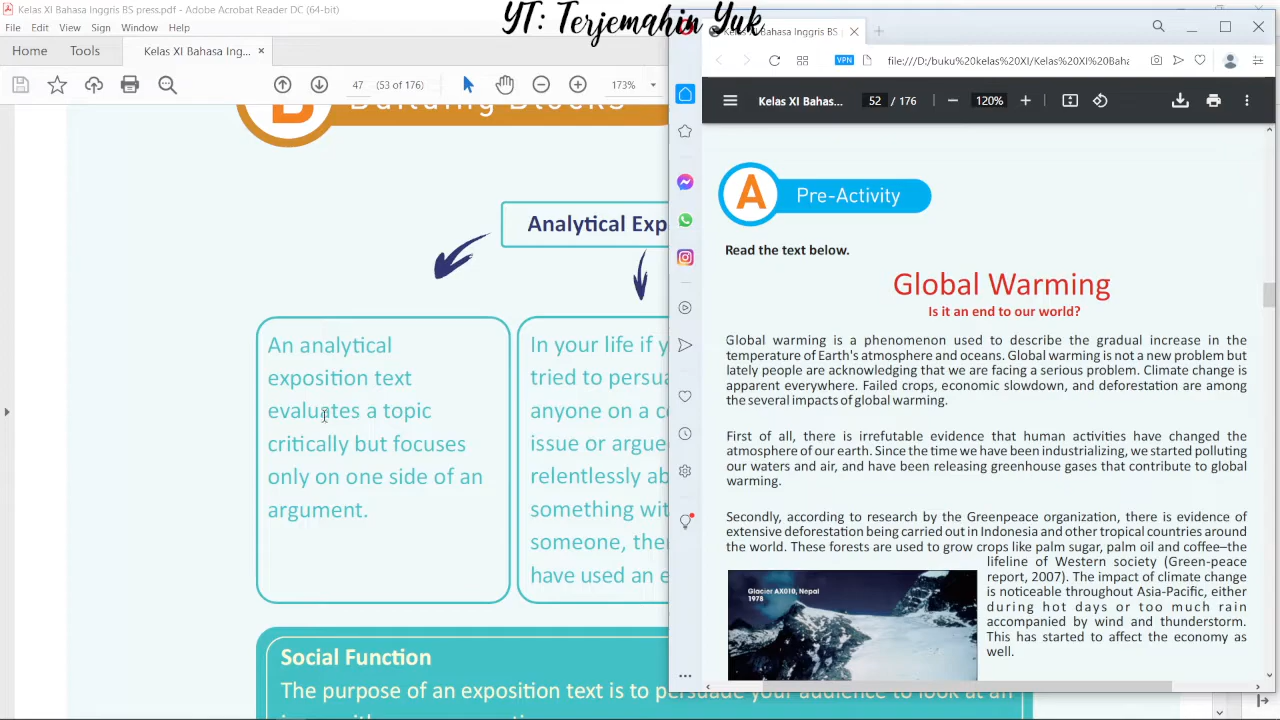 Kelas XI Bahasa Inggris BS press.pdf - Adobe Acrobat Reader DC (64-bit)
YT: Terjemahin Yuk
File Edit View Sign Window Help
Home Tools Kelas XI Bahasa Ing... ×
47 (53 of 176) 173%
B Building Blocks
Analytical Exp
An analytical
exposition text
evaluates a topic
critically but focuses
only on one side of an
argument.
In your life if y
tried to persua
anyone on a c
issue or argue
relentlessly ab
something wit
someone, the
have used an e
Social Function
The purpose of an exposition text is to persuade your audience to look at an
Kelas XI Bahasa Inggris BS
VPN file:///D:/buku%20kelas%20XI/Kelas%20XI%20Baha
Kelas XI Bahas... 52 / 176 120%
A Pre-Activity
Read the text below.
Global Warming
Is it an end to our world?
Global warming is a phenomenon used to describe the gradual increase in the
temperature of Earth's atmosphere and oceans. Global warming is not a new problem but
lately people are acknowledging that we are facing a serious problem. Climate change is
apparent everywhere. Failed crops, economic slowdown, and deforestation are among
the several impacts of global warming.
First of all, there is irrefutable evidence that human activities have changed the
atmosphere of our earth. Since the time we have been industrializing, we started polluting
our waters and air, and have been releasing greenhouse gases that contribute to global
warming.
Secondly, according to research by the Greenpeace organization, there is evidence of
extensive deforestation being carried out in Indonesia and other tropical countries around
the world. These forests are used to grow crops like palm sugar, palm oil and coffee–the
lifeline of Western society (Green-peace
report, 2007). The impact of climate change
is noticeable throughout Asia-Pacific, either
during hot days or too much rain
accompanied by wind and thunderstorm.
This has started to affect the economy as
well.
Glacier AX010, Nepal
1978